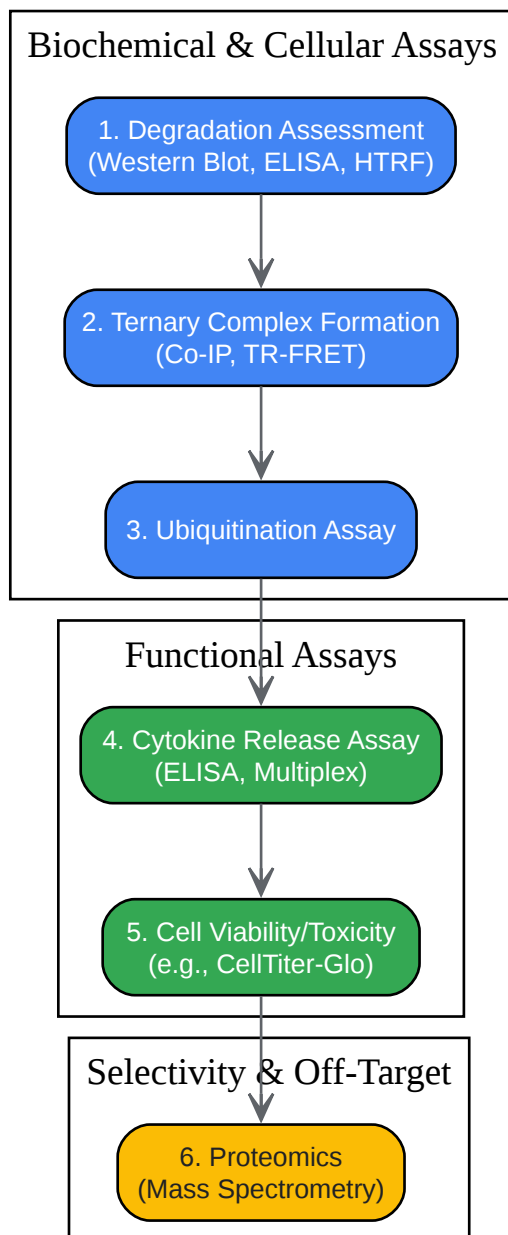 Biochemical & Cellular Assays
1. Degradation Assessment
(Western Blot, ELISA, HTRF)
2. Ternary Complex Formation
(Co-IP, TR-FRET)
3. Ubiquitination Assay
Functional Assays
4. Cytokine Release Assay
(ELISA, Multiplex)
5. Cell Viability/Toxicity
(e.g., CellTiter-Glo)
Selectivity & Off-Target
6. Proteomics
(Mass Spectrometry)